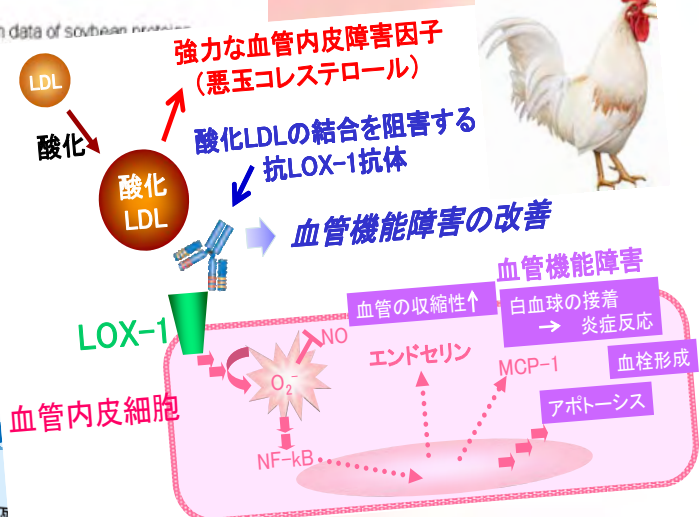 n data of soybean proteins
LDL
酸化
強力な血管内皮障害因子
（悪玉コレステロール）
酸化
LDL
酸化LDLの結合を阻害する
抗LOX-1抗体
血管機能障害の改善
LOX-1
血管機能障害
血管の収縮性↑
白血球の接着
→ 炎症反応
NO
エンドセリン
MCP-1
血栓形成
O₂⁻
アポトーシス
血管内皮細胞
NF-kB